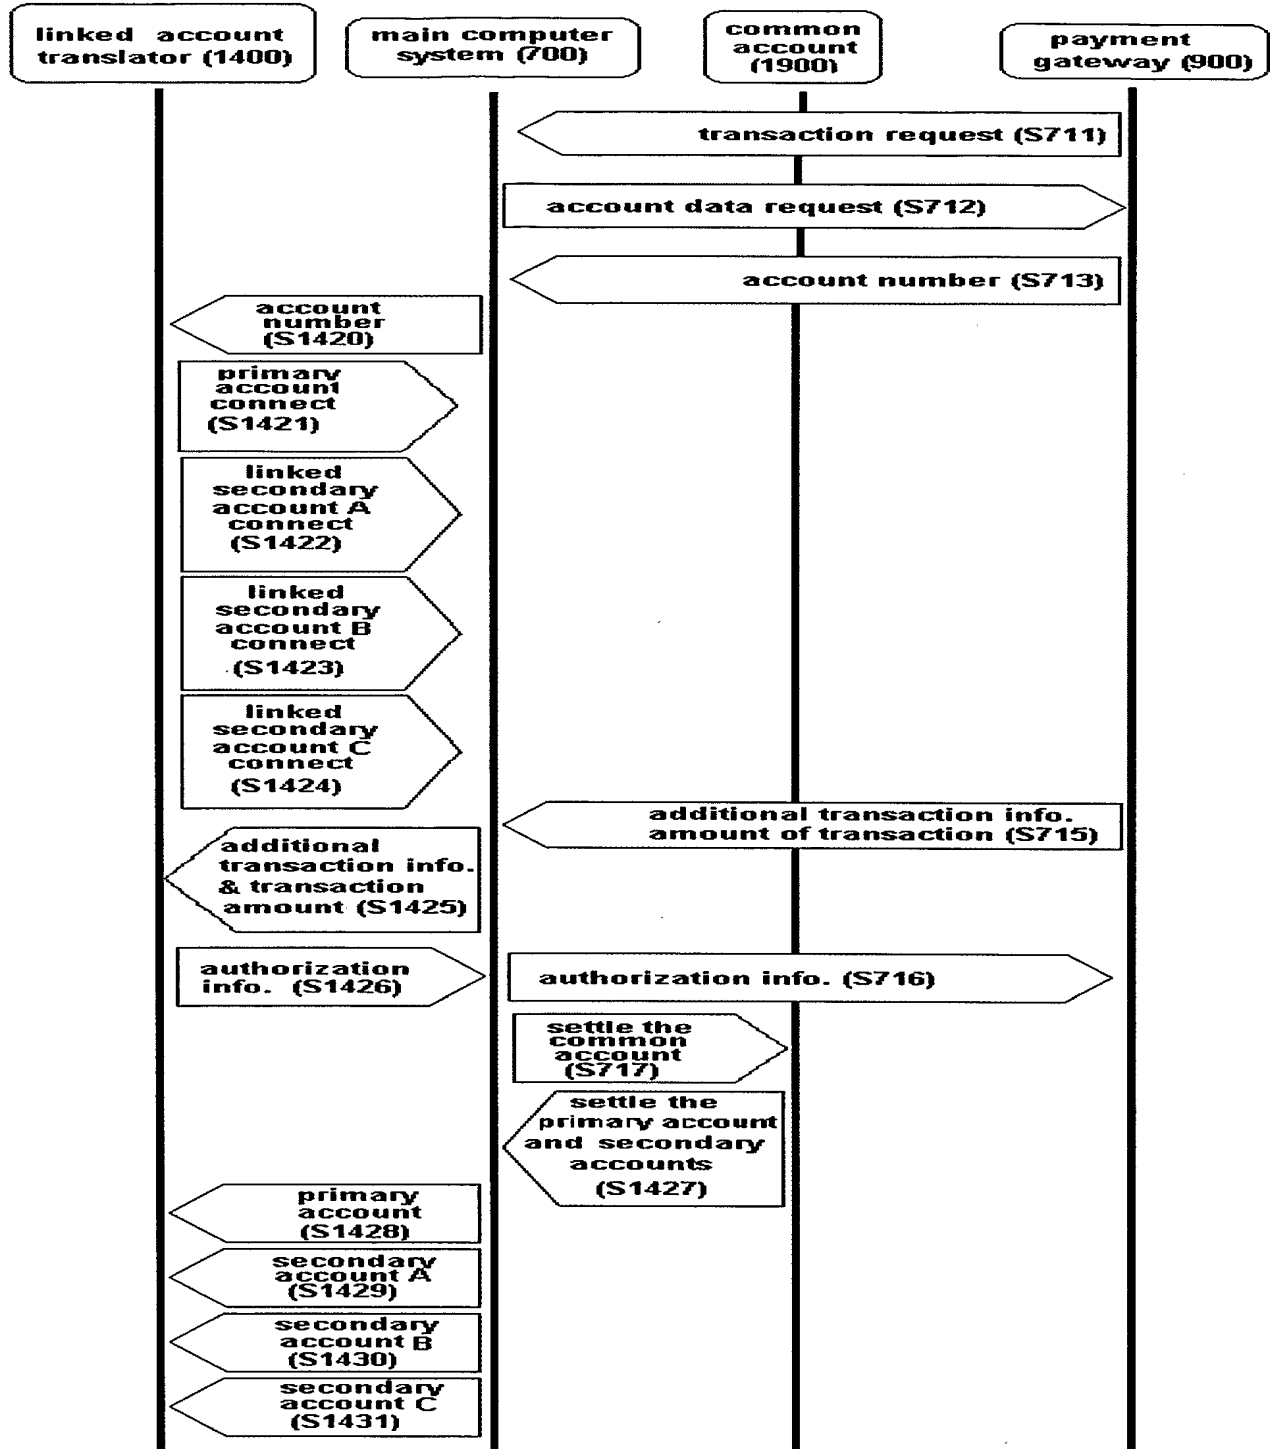 linked account
translator (1400)
main computer
system (700)
common
account
(1900)
payment
gateway (900)
transaction request (S711)
account data request (S712)
account number (S713)
account
number
(S1420)
primary
account
connect
(S1421)
linked
secondary
account A
connect
(S1422)
linked
secondary
account B
connect
(S1423)
linked
secondary
account C
connect
(S1424)
additional transaction info.
amount of transaction (S715)
additional
transaction info.
& transaction
amount (S1425)
authorization
info. (S1426)
authorization info. (S716)
settle the
common
account
(S717)
settle the
primary account
and secondary
accounts
(S1427)
primary
account
(S1428)
secondary
account A
(S1429)
secondary
account B
(S1430)
secondary
account C
(S1431)